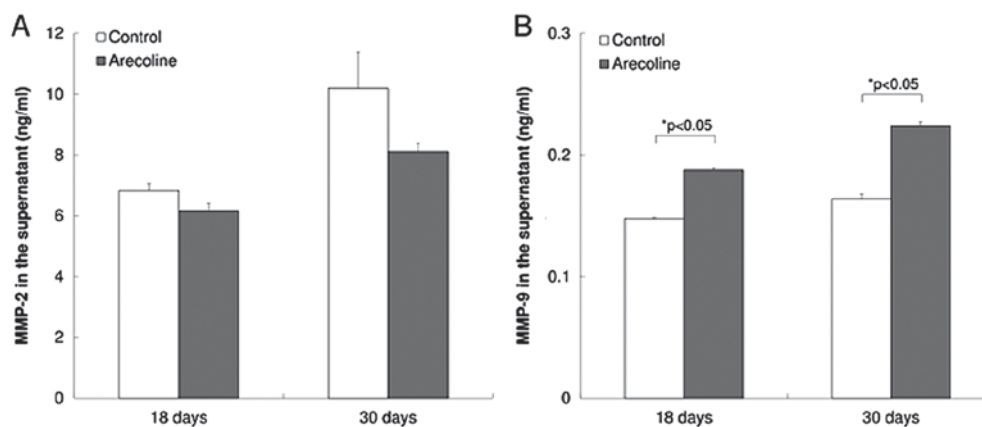 A
Control
Arecoline
MMP-2 in the supernatant (ng/ml)
12
10
8
6
4
2
0
18 days
30 days
B
Control
Arecoline
MMP-9 in the supernatant (ng/ml)
0.3
0.2
0.1
0
*p<0.05
*p<0.05
18 days
30 days